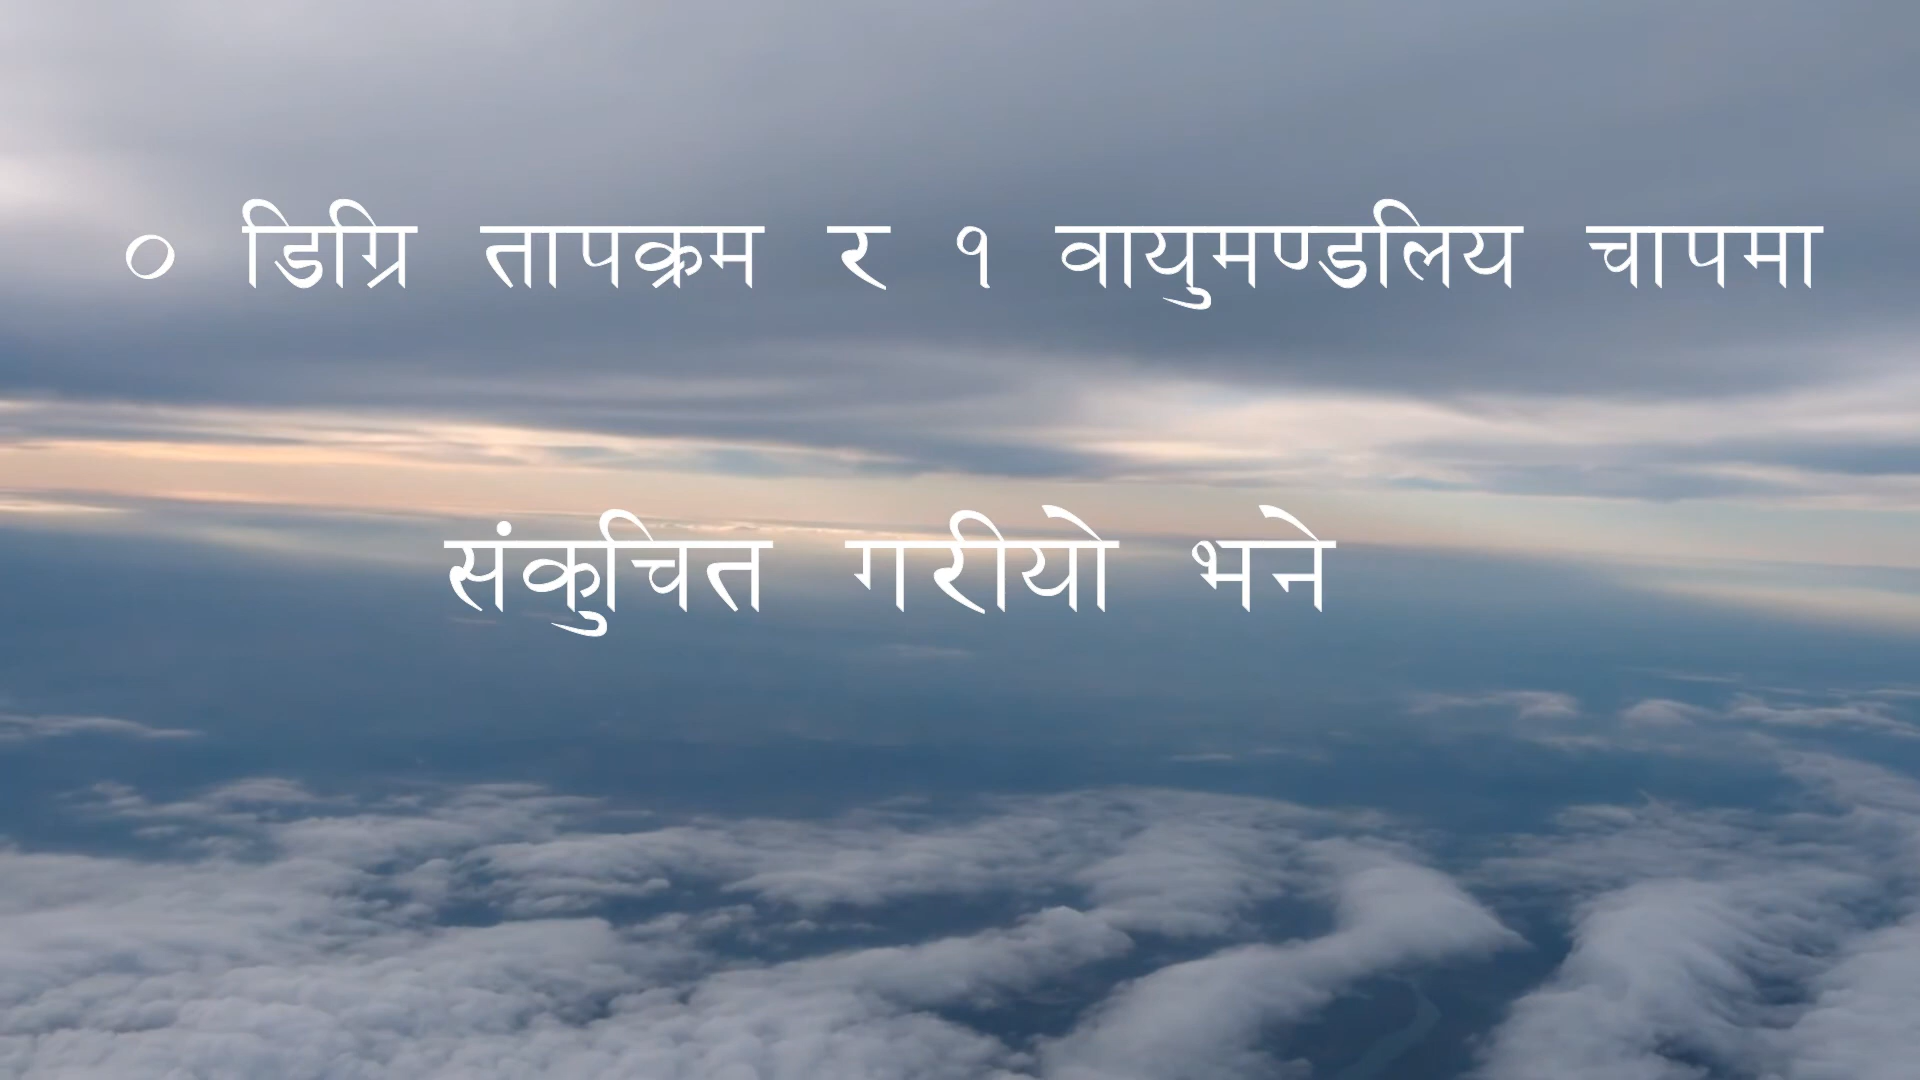 ० डिग्रि तापक्रम र १ वायुमण्डलिय चापमा
संकुचित गरीयो भने